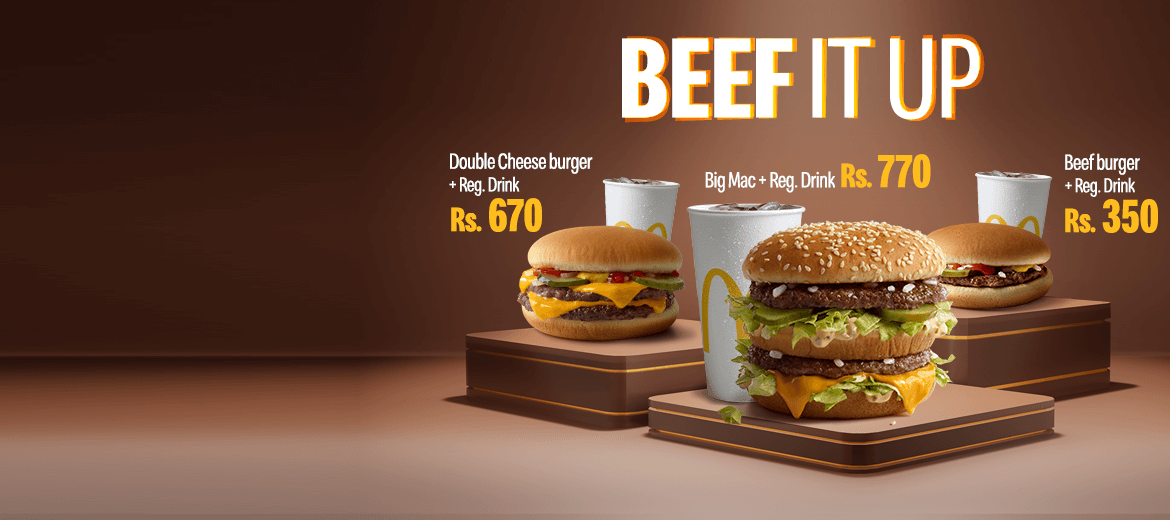 BEEF IT UP
Double Cheese burger
+ Reg. Drink
Rs. 670
Big Mac + Reg. Drink Rs. 770
Beef burger
+ Reg. Drink
Rs. 350